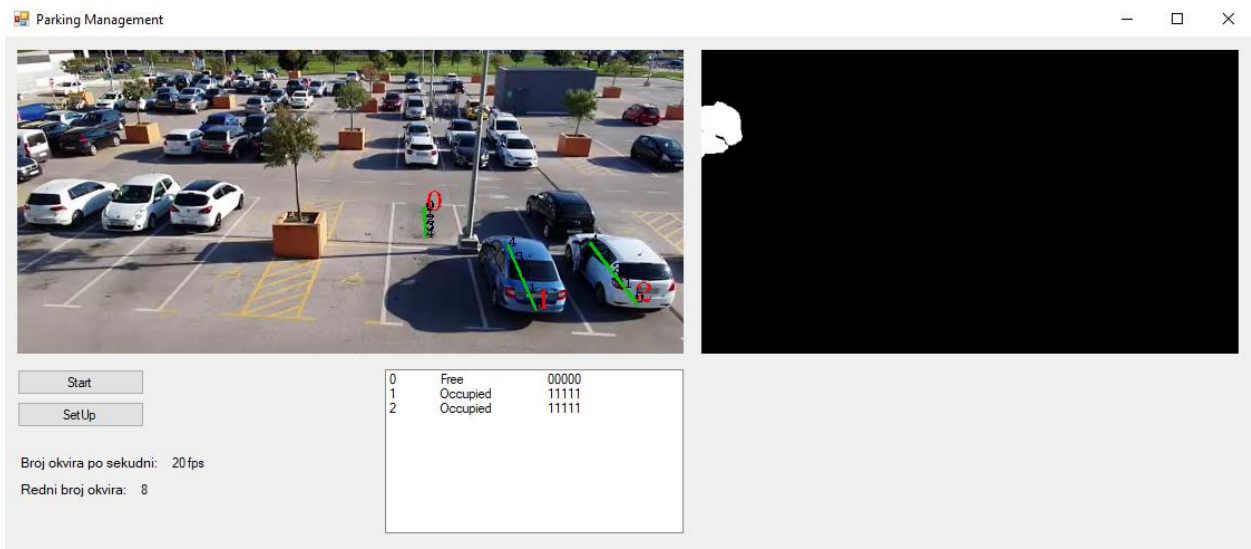 Parking Management
0
1
2
Start
SetUp
0 Free 00000
1 Occupied 11111
2 Occupied 11111
Broj okvira po sekudni: 20 fps
Redni broj okvira: 8